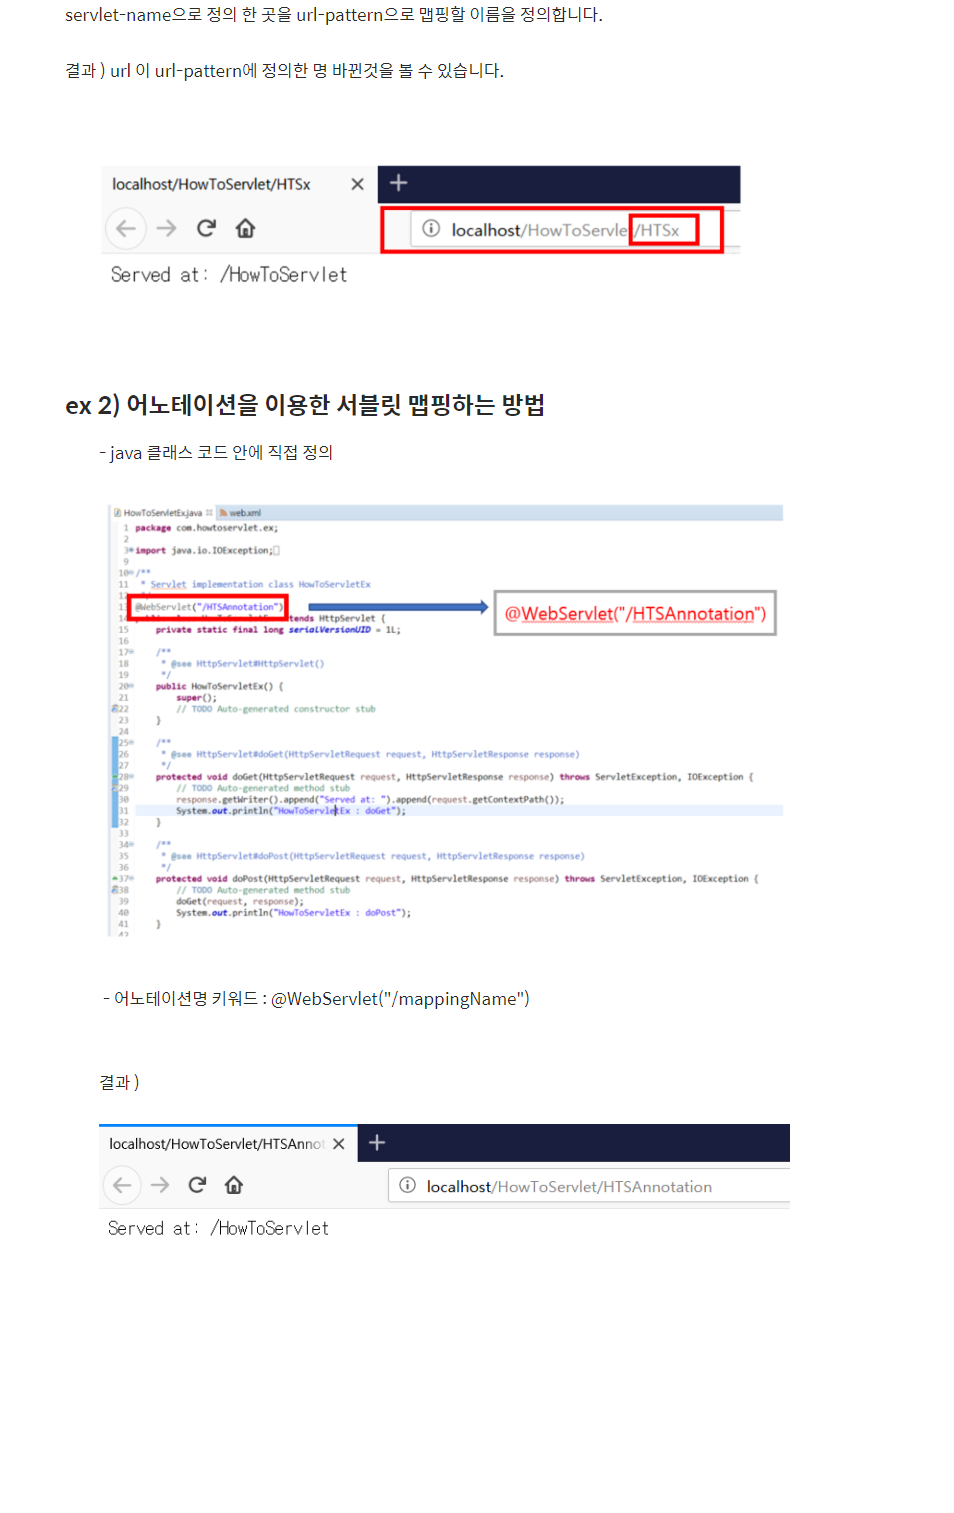 servlet-name으로 정의 한 곳을 url-pattern으로 맵핑할 이름을 정의합니다.
결과 ) url 이 url-pattern에 정의한 명 바뀐것을 볼 수 있습니다.
localhost/HowToServlet/HTSx
localhost/HowToServle/HTSx
Served at: /HowToServlet
ex 2) 어노테이션을 이용한 서블릿 맵핑하는 방법
- java 클래스 코드 안에 직접 정의
HowToServletEx.java web.xml
1 package com.howtoservlet.ex;
2
3 import java.io.IOException;
9
10 /**
11 * Servlet implementation class HowToServletEx
12
13 @WebServlet("/HTSAnnotation")
@WebServlet("/HTSAnnotation")
14 tends HttpServlet {
15 private static final long serialVersionUID = 1L;
16
17 /**
18 * @see HttpServlet#HttpServlet()
19 */
20 public HowToServletEx() {
21 super();
22 // TODO Auto-generated constructor stub
23 }
24
25 /**
26 * @see HttpServlet#doGet(HttpServletRequest request, HttpServletResponse response)
27 */
28 protected void doGet(HttpServletRequest request, HttpServletResponse response) throws ServletException, IOException {
29 // TODO Auto-generated method stub
30 response.getWriter().append("Served at: ").append(request.getContextPath());
31 System.out.println("HowToServletEx : doGet");
32 }
33
34 /**
35 * @see HttpServlet#doPost(HttpServletRequest request, HttpServletResponse response)
36 */
37 protected void doPost(HttpServletRequest request, HttpServletResponse response) throws ServletException, IOException {
38 // TODO Auto-generated method stub
39 doGet(request, response);
40 System.out.println("HowToServletEx : doPost");
41 }
42
- 어노테이션명 키워드 : @WebServlet("/mappingName")
결과 )
localhost/HowToServlet/HTSAnnot
localhost/HowToServlet/HTSAnnotation
Served at: /HowToServlet